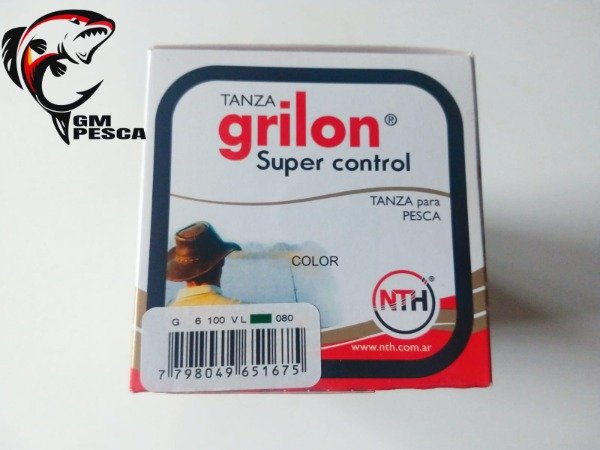 GM
PESCA
TANZA
grilon®
Super control
TANZA para
PESCA
COLOR
NTH®
www.nth.com.ar
G 6 100 VL 080
7 798049 651675